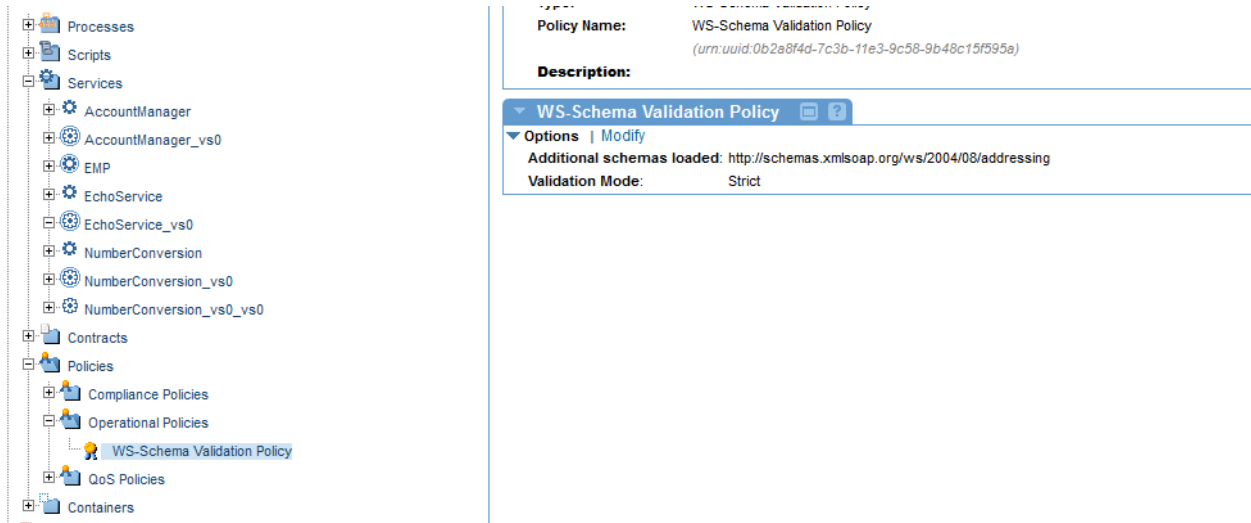 Processes
Scripts
Services
AccountManager
AccountManager_vs0
EMP
EchoService
EchoService_vs0
NumberConversion
NumberConversion_vs0
NumberConversion_vs0_vs0
Contracts
Policies
Compliance Policies
Operational Policies
WS-Schema Validation Policy
QoS Policies
Containers
Policy Name: WS-Schema Validation Policy
(urn:uuid:0b2a8f4d-7c3b-11e3-9c58-9b48c15f595a)
Description:
WS-Schema Validation Policy ?
Options | Modify
Additional schemas loaded: http://schemas.xmlsoap.org/ws/2004/08/addressing
Validation Mode: Strict